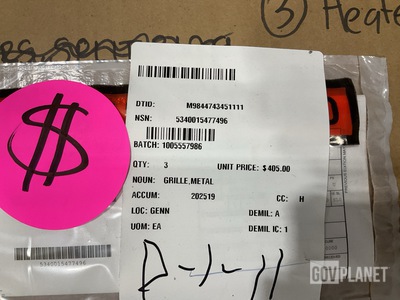 ③ Heate
DTID: M9844743451111
NSN: 5340015477496
BATCH: 1005557986
QTY: 3 UNIT PRICE: $405.00
NOUN: GRILLE,METAL
ACCUM: 202519 CC: H
LOC: GENN DEMIL: A
UOM: EA DEMIL IC: 1
$
5340015477496
GOVPLANET